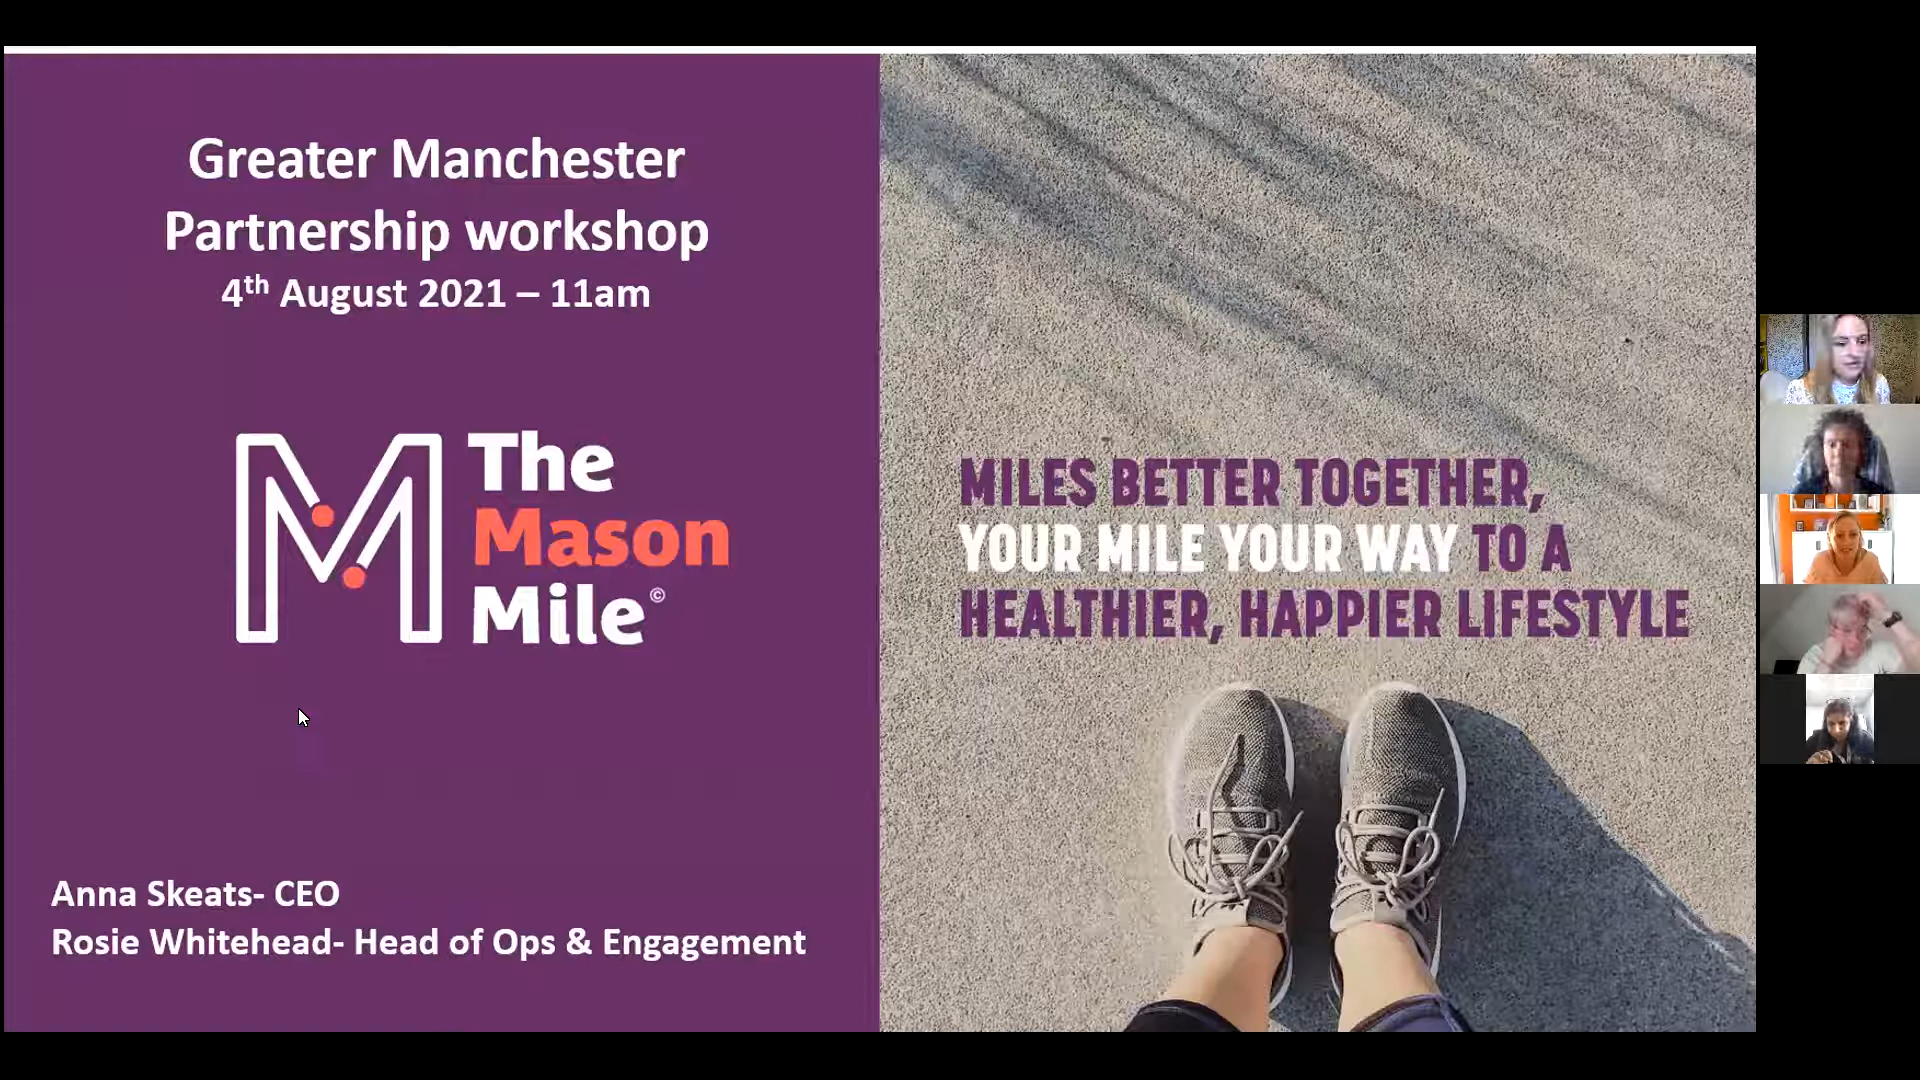 Greater Manchester
Partnership workshop
4th August 2021 – 11am
The
Mason
Mile©
Anna Skeats- CEO
Rosie Whitehead- Head of Ops & Engagement
MILES BETTER TOGETHER,
YOUR MILE YOUR WAY TO A
HEALTHIER, HAPPIER LIFESTYLE